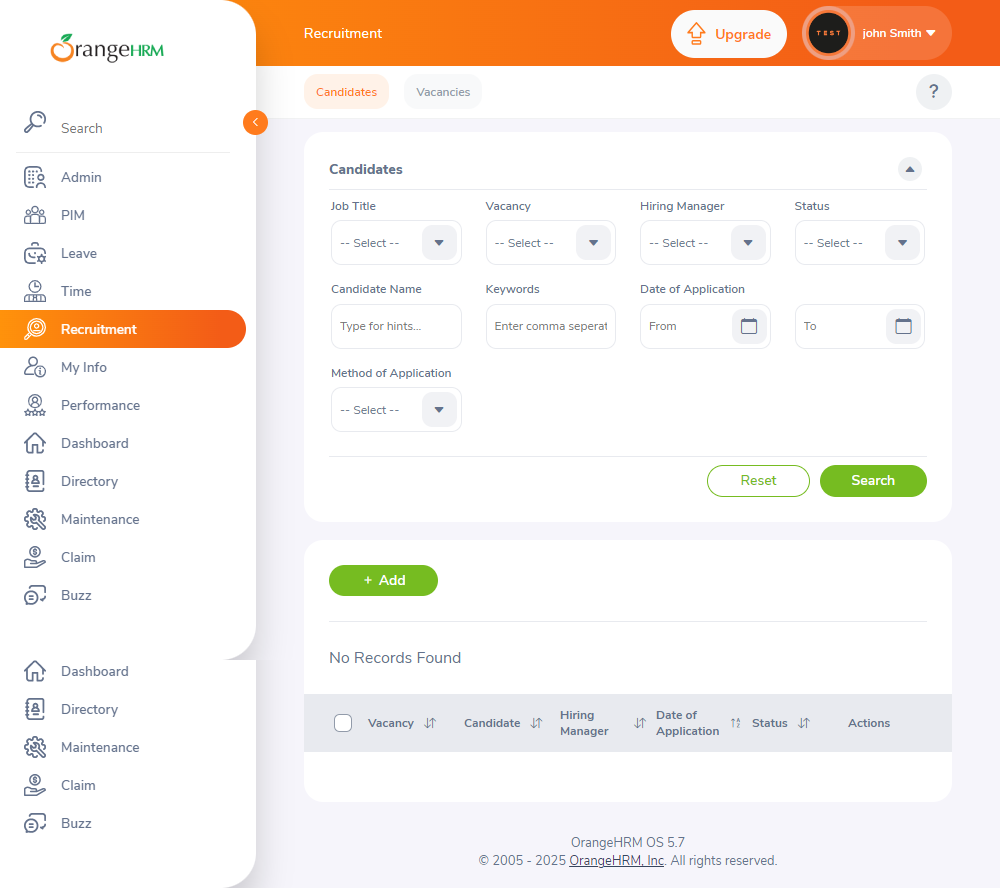 OrangeHRM
Search
Admin
PIM
Leave
Time
Recruitment
My Info
Performance
Dashboard
Directory
Maintenance
Claim
Buzz
Dashboard
Directory
Maintenance
Claim
Buzz
Recruitment
Upgrade
TEST
john Smith
Candidates
Vacancies
?
Candidates
Job Title
Vacancy
Hiring Manager
Status
-- Select --
-- Select --
-- Select --
-- Select --
Candidate Name
Keywords
Date of Application
Type for hints...
Enter comma seperat
From
To
Method of Application
-- Select --
Reset
Search
+ Add
No Records Found
Vacancy
Candidate
Hiring
Manager
Date of
Application
Status
Actions
OrangeHRM OS 5.7
© 2005 - 2025 OrangeHRM, Inc. All rights reserved.